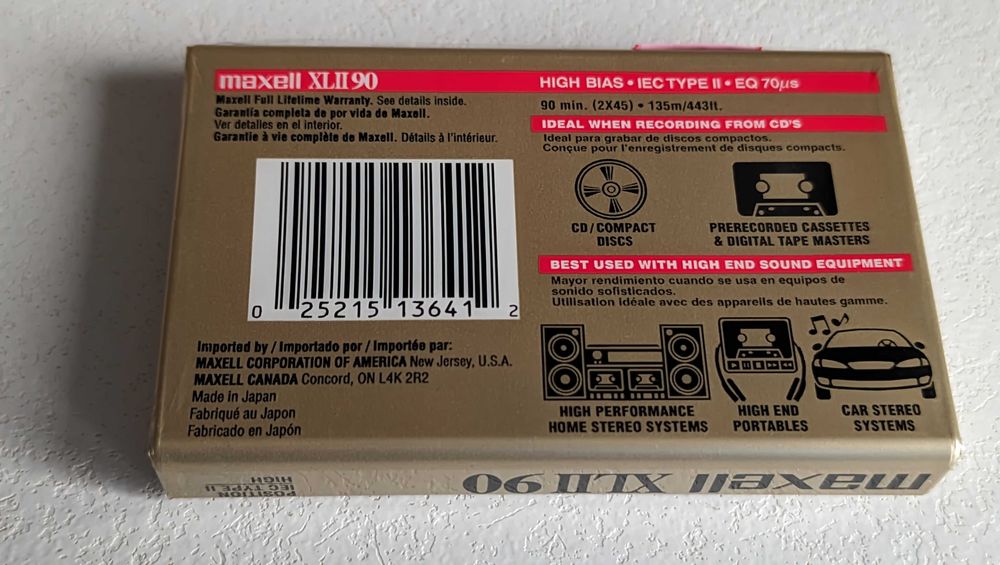 maxell XLII 90
HIGH BIAS • IEC TYPE II • EQ 70µs
Maxell Full Lifetime Warranty. See details inside.
Garantía completa de por vida de Maxell.
Ver detalles en el interior.
Garantie à vie complète de Maxell. Détails à l'intérieur.
90 min. (2X45) • 135m/443ft.
IDEAL WHEN RECORDING FROM CD'S
Ideal para grabar de discos compactos.
Conçue pour l'enregistrement de disques compacts.
CD/COMPACT
DISCS
PRERECORDED CASSETTES
& DIGITAL TAPE MASTERS
0 25215 13641 2
BEST USED WITH HIGH END SOUND EQUIPMENT
Mayor rendimiento cuando se usa en equipos de
sonido sofisticados.
Utilisation idéale avec des appareils de hautes gamme.
Imported by / Importado por / Importée par:
MAXELL CORPORATION OF AMERICA New Jersey, U.S.A.
MAXELL CANADA Concord, ON L4K 2R2
Made in Japan
Fabriqué au Japon
Fabricado en Japón
HIGH PERFORMANCE
HOME STEREO SYSTEMS
HIGH END
PORTABLES
CAR STEREO
SYSTEMS
maxell XLII 90
HIGH
IEC TYPE II
POSITION